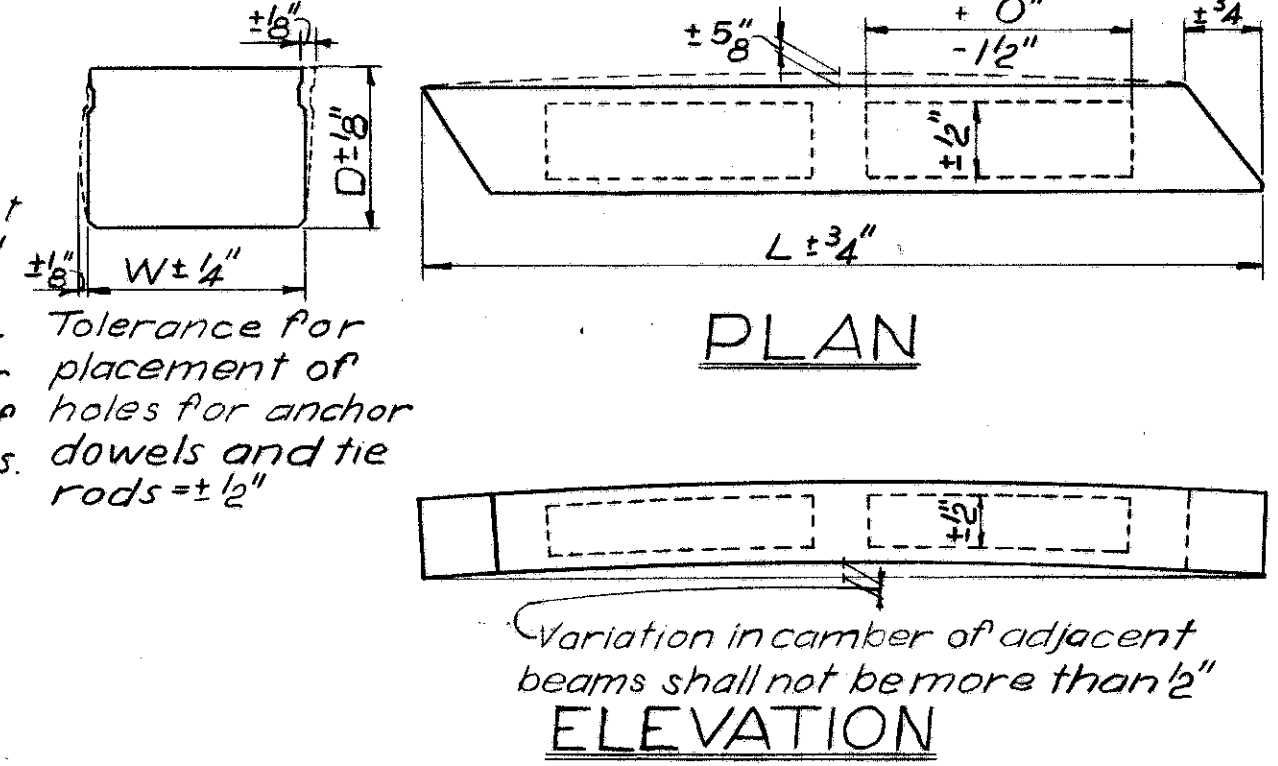 ±1/8"
D±1/8"
±1/8"
W± 1/4"
Tolerance for
placement of
holes for anchor
s. dowels and tie
rods = ± 1/2"
± 5/8"
+ 0"
- 1 1/2"
± 3/4
± 1/2"
L ± 3/4"
PLAN
± 1/2"
Variation in camber of adjacent
beams shall not be more than 1/2"
ELEVATION